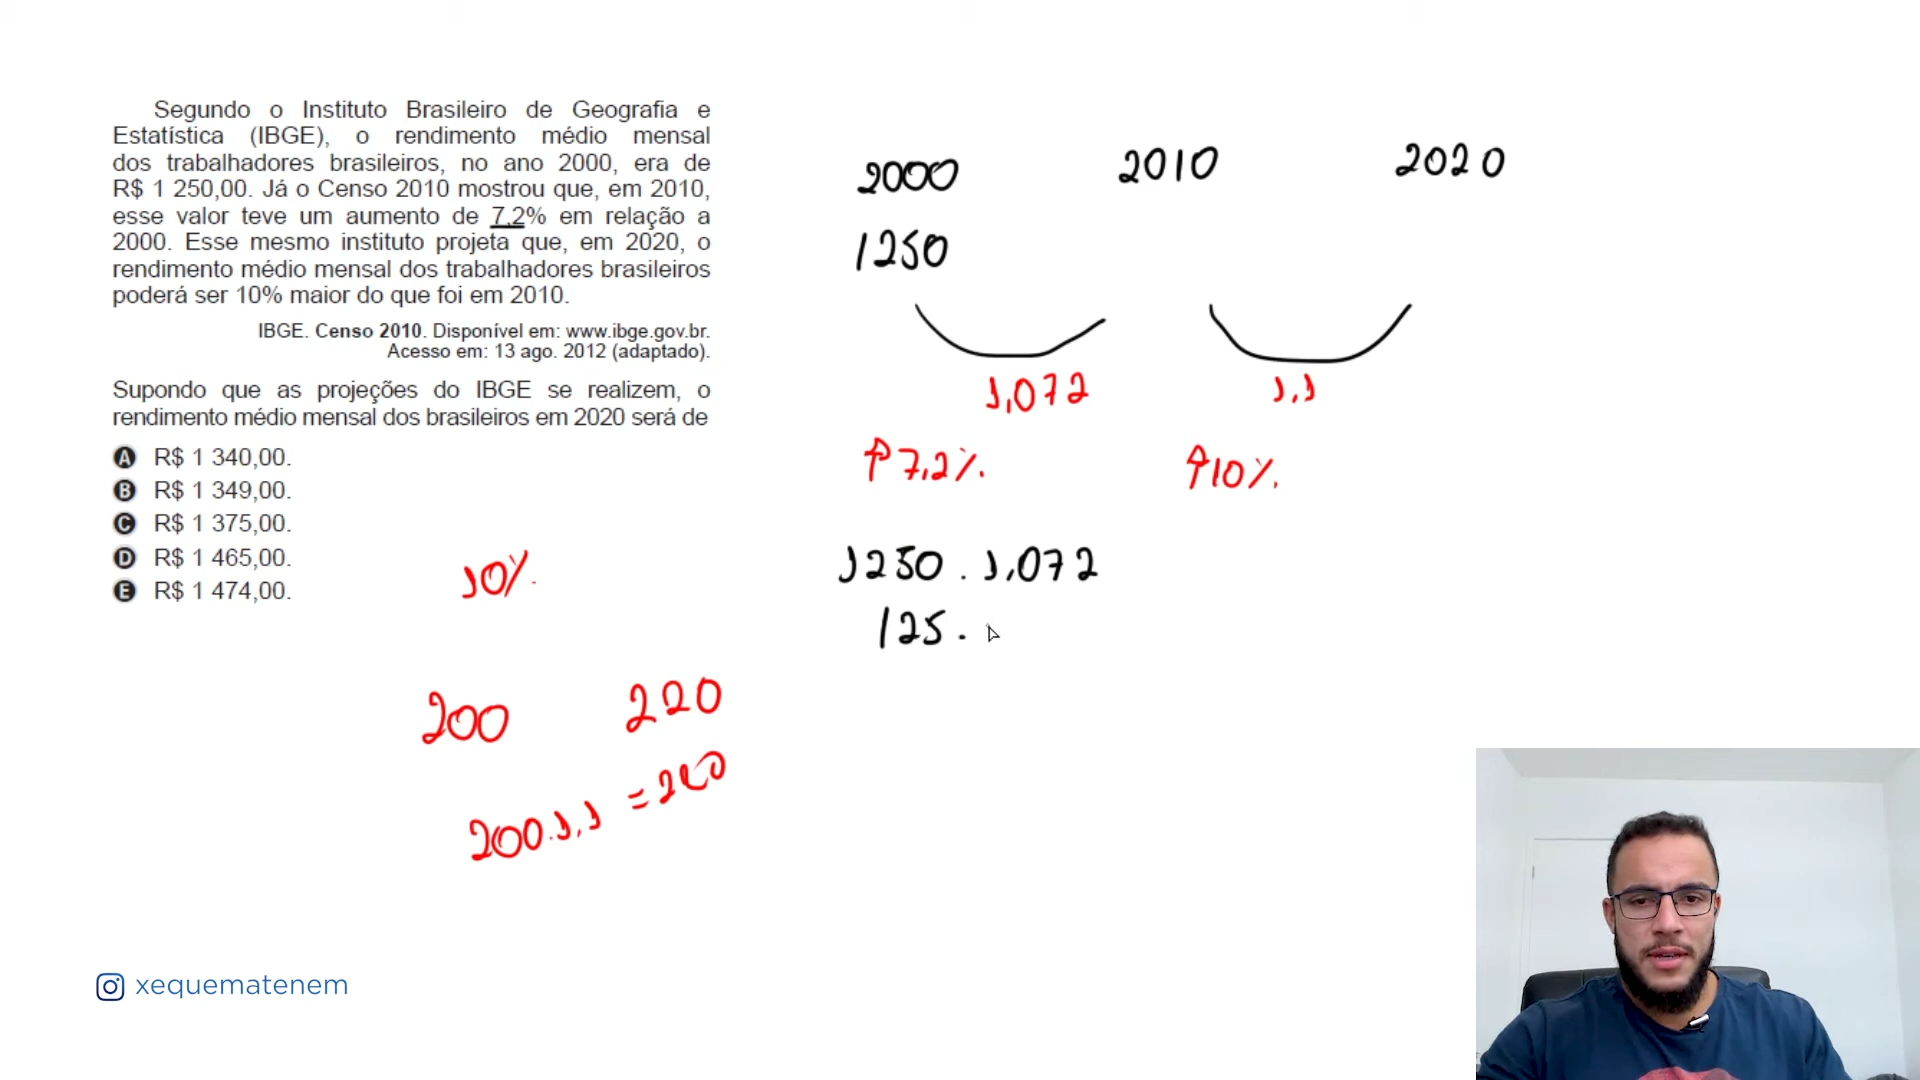 Segundo o Instituto Brasileiro de Geografia e
Estatística (IBGE), o rendimento médio mensal
dos trabalhadores brasileiros, no ano 2000, era de
R$ 1 250,00. Já o Censo 2010 mostrou que, em 2010,
esse valor teve um aumento de 7,2% em relação a
2000. Esse mesmo instituto projeta que, em 2020, o
rendimento médio mensal dos trabalhadores brasileiros
poderá ser 10% maior do que foi em 2010.
IBGE. Censo 2010. Disponível em: www.ibge.gov.br.
Acesso em: 13 ago. 2012 (adaptado).
Supondo que as projeções do IBGE se realizem, o
rendimento médio mensal dos brasileiros em 2020 será de
A R$ 1 340,00.
B R$ 1 349,00.
C R$ 1 375,00.
D R$ 1 465,00.
E R$ 1 474,00.
10%.
200 220
200.1,1 = 220
2000 2010 2020
1250
1,072 1,1
↑7,2%. ↑10%.
1250 . 1,072
125 .
xequematenem